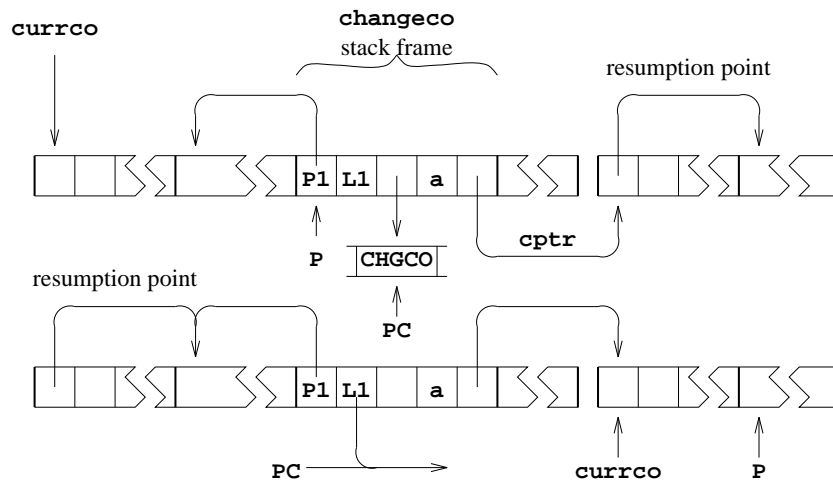 changeco
currco
stack frame
resumption point
P1 L1 a
cptr
P
CHGCO
resumption point
PC
P1 L1 a
PC
currco P